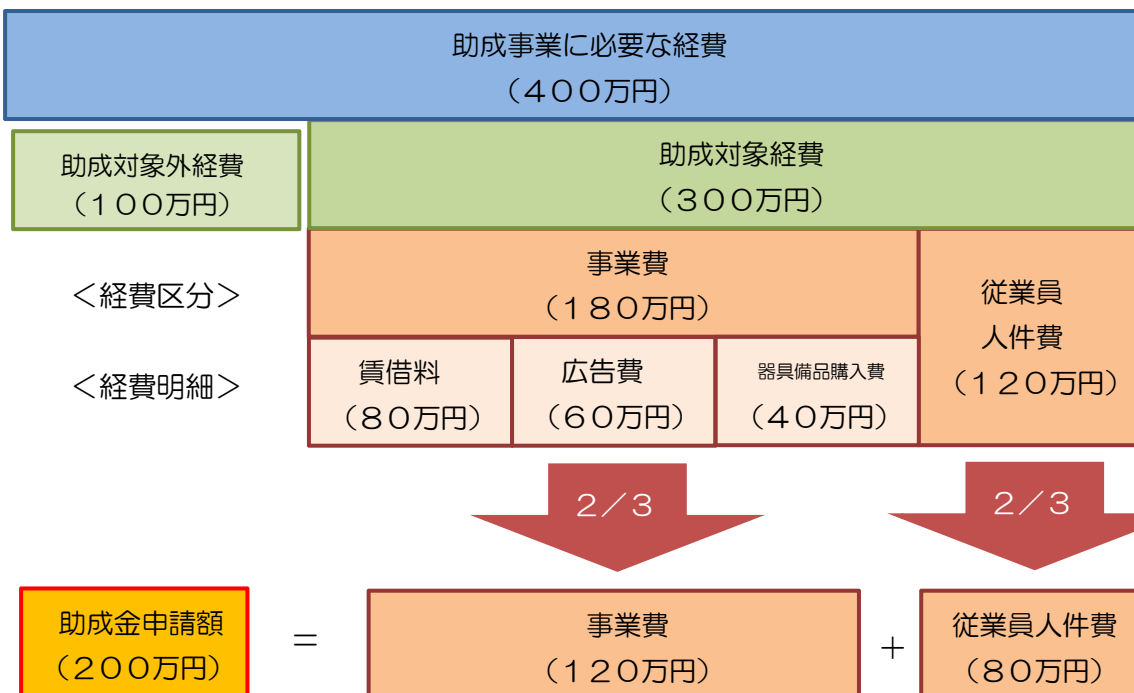 助成事業に必要な経費
(400万円)
助成対象外経費
(100万円)
助成対象経費
(300万円)
<経費区分>
事業費
(180万円)
従業員
人件費
(120万円)
<経費明細>
賃借料
(80万円)
広告費
(60万円)
器具備品購入費
(40万円)
2/3
2/3
助成金申請額
(200万円)
=
事業費
(120万円)
+
従業員人件費
(80万円)